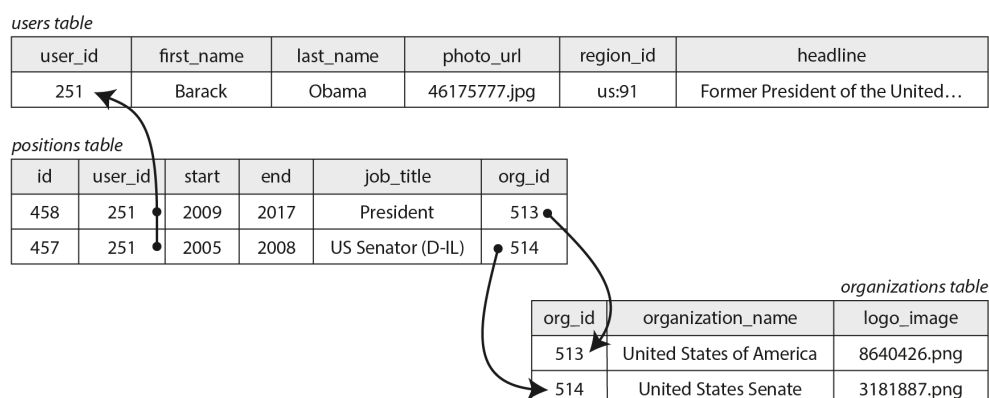 users table
user_id first_name last_name photo_url region_id headline
251 Barack Obama 46175777.jpg us:91 Former President of the United…
positions table
id user_id start end job_title org_id
458 251 2009 2017 President 513
457 251 2005 2008 US Senator (D-IL) 514
organizations table
org_id organization_name logo_image
513 United States of America 8640426.png
514 United States Senate 3181887.png